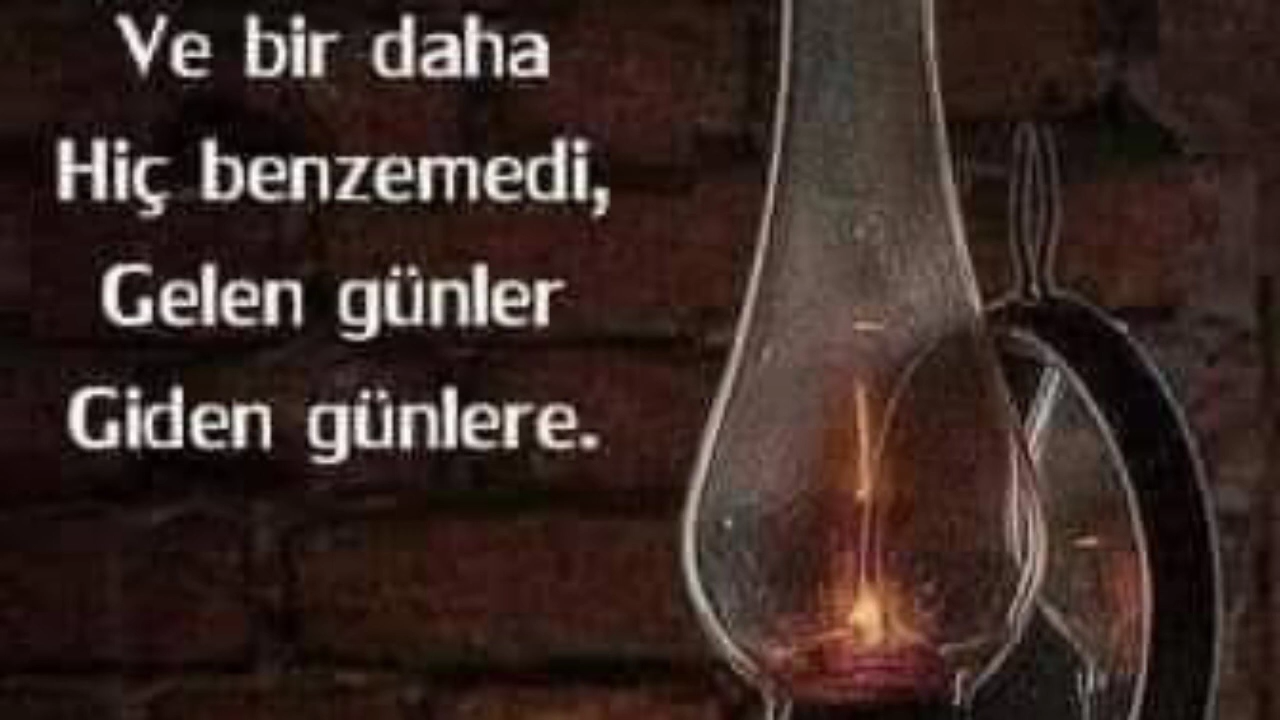 Ve bir daha
Hiç benzemedi,
Gelen günler
Giden günlere.